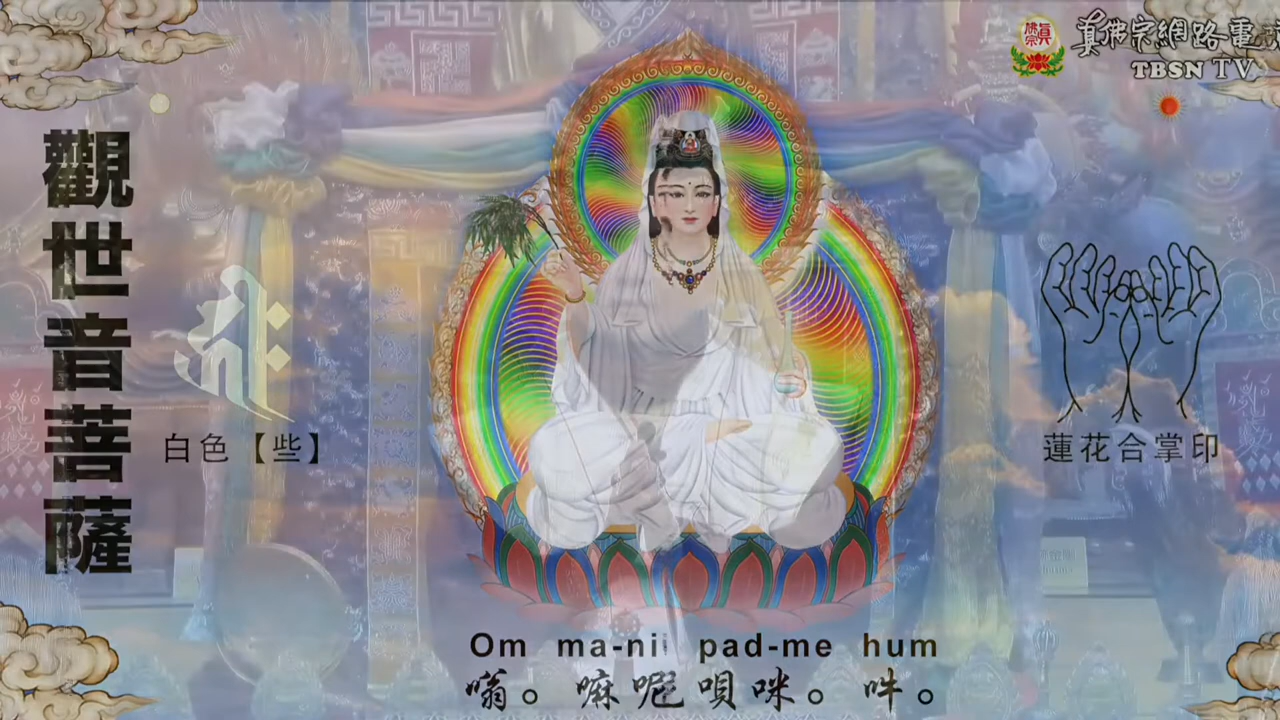 真佛宗網路電視
TBSN TV
觀世音菩薩
白色【些】
蓮花合掌印
Om ma-nii pad-me hum
嗡。嘛呢唄咪。吽。